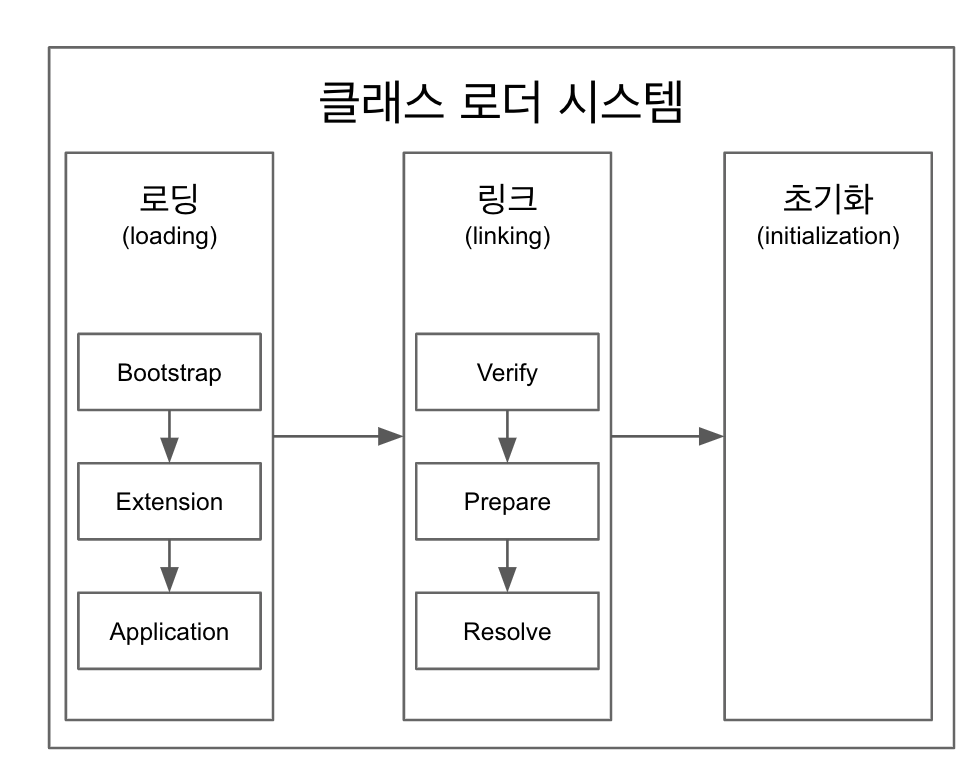 클래스 로더 시스템
로딩
(loading)
Bootstrap
Extension
Application
링크
(linking)
Verify
Prepare
Resolve
초기화
(initialization)